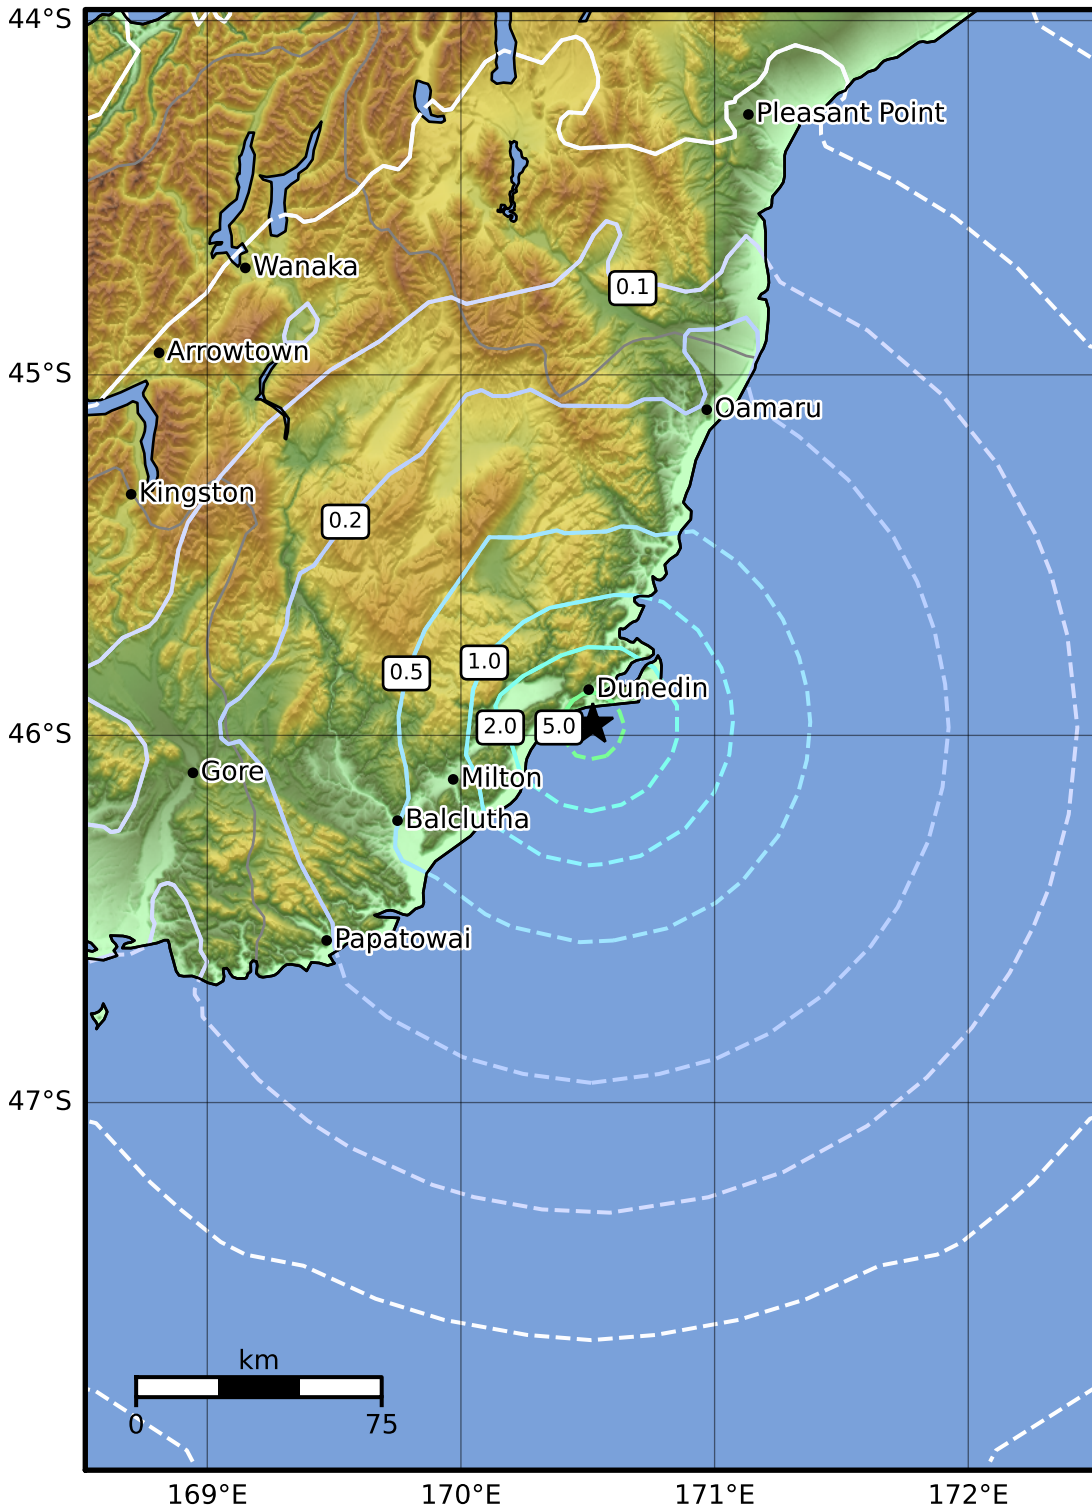 44°S
Pleasant Point
Wanaka
0.1
Arrowtown
45°S
Oamaru
Kingston
0.2
1.0
0.5
Dunedin
2.0
5.0
46°S
Gore
Milton
Balclutha
Papatowai
47°S
km
0
75
169°E
170°E
171°E
172°E